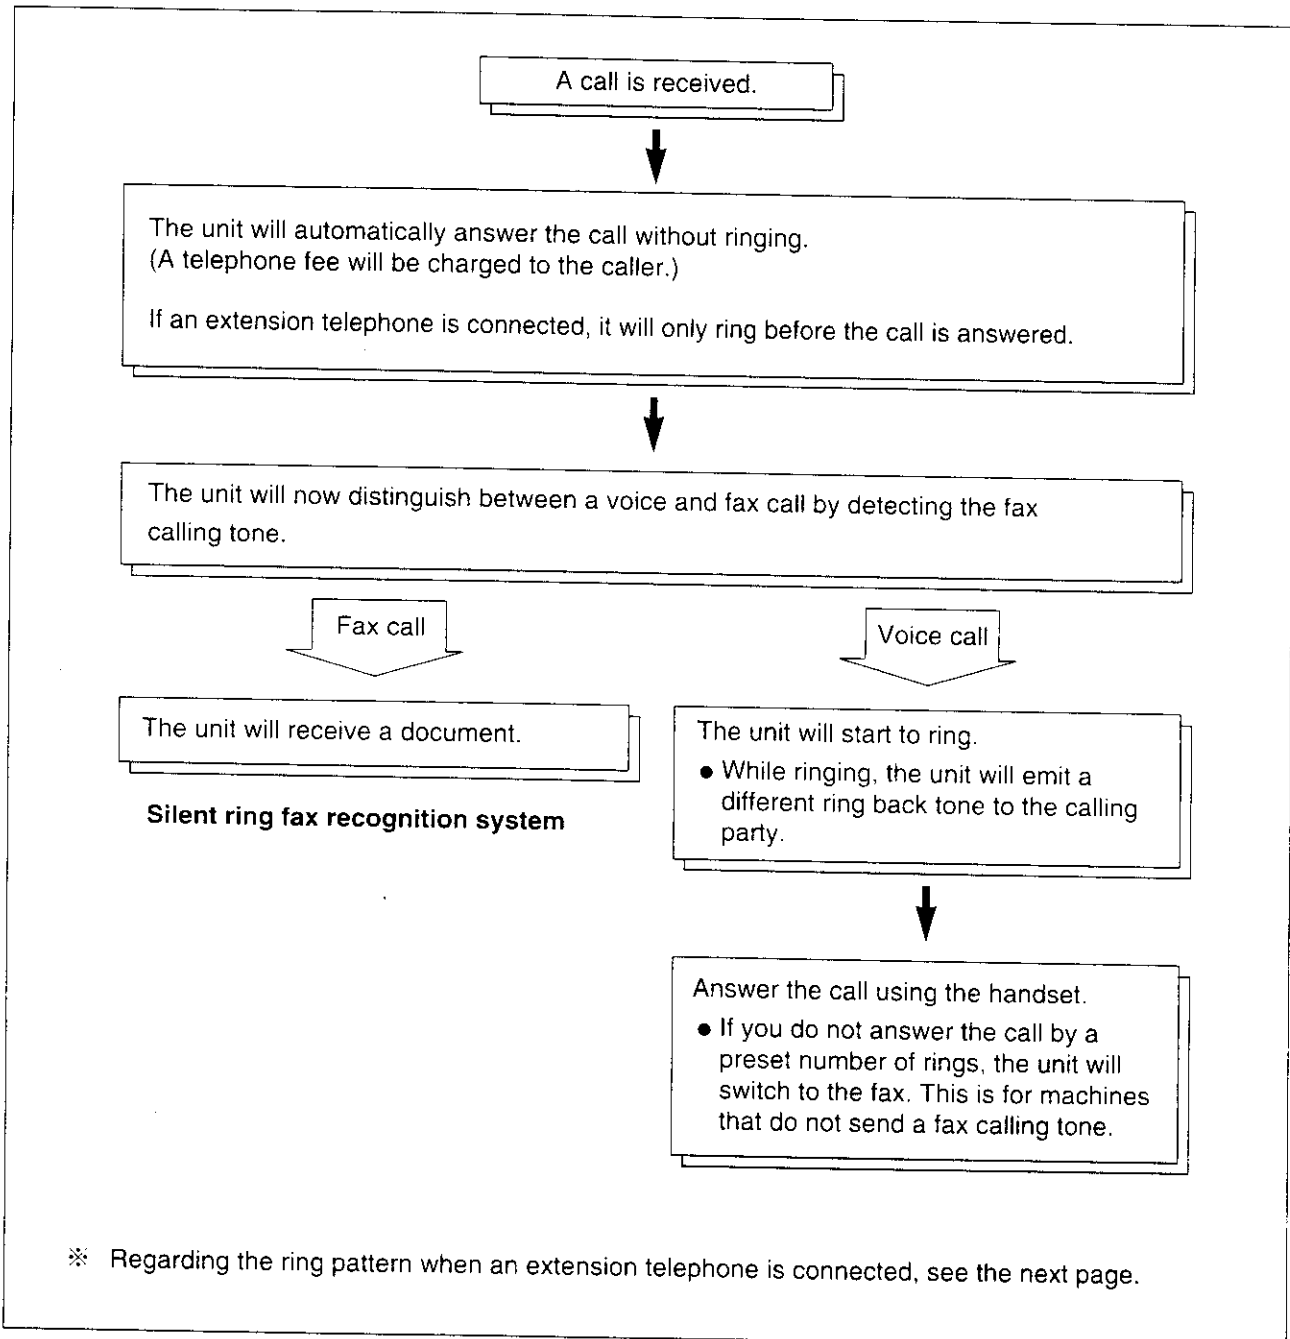 A call is received.
The unit will automatically answer the call without ringing.
(A telephone fee will be charged to the caller.)
If an extension telephone is connected, it will only ring before the call is answered.
The unit will now distinguish between a voice and fax call by detecting the fax
calling tone.
Fax call
Voice call
The unit will receive a document.
Silent ring fax recognition system
The unit will start to ring.
● While ringing, the unit will emit a
different ring back tone to the calling
party.
Answer the call using the handset.
● If you do not answer the call by a
preset number of rings, the unit will
switch to the fax. This is for machines
that do not send a fax calling tone.
※ Regarding the ring pattern when an extension telephone is connected, see the next page.